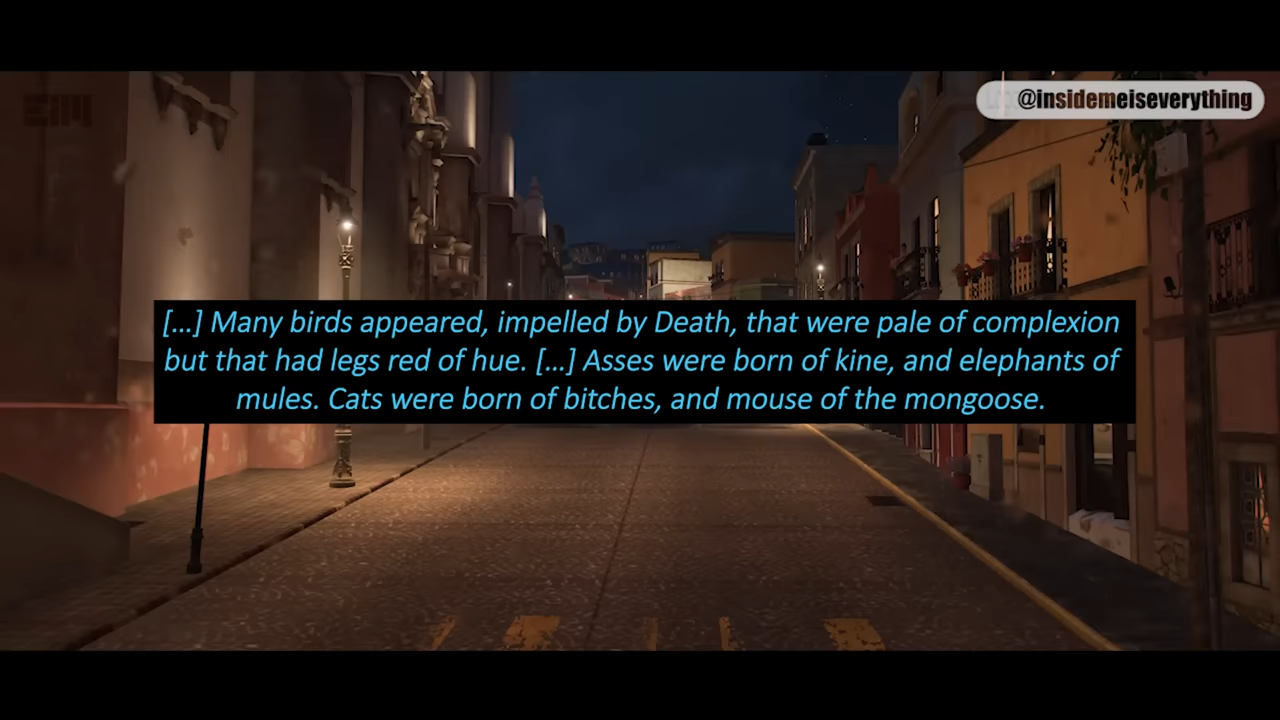 @insidemeiseverything
[...] Many birds appeared, impelled by Death, that were pale of complexion
but that had legs red of hue. [...] Asses were born of kine, and elephants of
mules. Cats were born of bitches, and mouse of the mongoose.